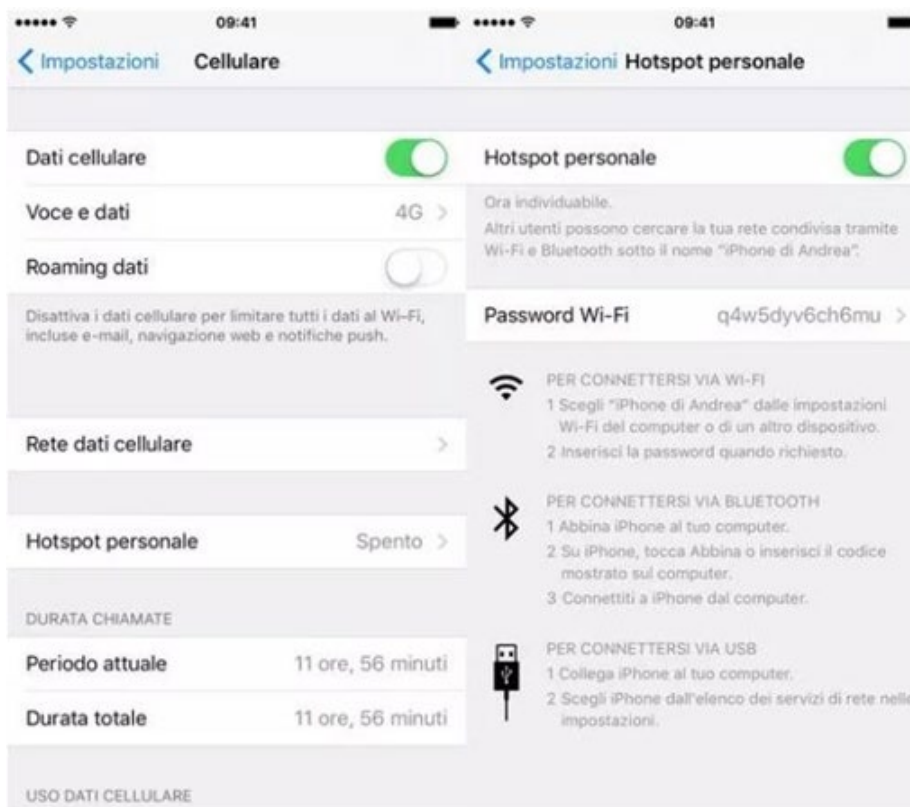 09:41
Impostazioni Cellulare
Dati cellulare
Voce e dati 4G
Roaming dati
Disattiva i dati cellulare per limitare tutti i dati al Wi-Fi,
incluse e-mail, navigazione web e notifiche push.
Rete dati cellulare
Hotspot personale Spento
DURATA CHIAMATE
Periodo attuale 11 ore, 56 minuti
Durata totale 11 ore, 56 minuti
USO DATI CELLULARE
09:41
Impostazioni Hotspot personale
Hotspot personale
Ora individuabile.
Altri utenti possono cercare la tua rete condivisa tramite
Wi-Fi e Bluetooth sotto il nome "iPhone di Andrea".
Password Wi-Fi q4w5dyv6ch6mu
PER CONNETTERSI VIA WI-FI
1 Scegli "iPhone di Andrea" dalle impostazioni
Wi-Fi del computer o di un altro dispositivo.
2 Inserisci la password quando richiesto.
PER CONNETTERSI VIA BLUETOOTH
1 Abbina iPhone al tuo computer.
2 Su iPhone, tocca Abbina o inserisci il codice
mostrato sul computer.
3 Connettiti a iPhone dal computer.
PER CONNETTERSI VIA USB
1 Collega iPhone al tuo computer.
2 Scegli iPhone dall'elenco dei servizi di rete nelle
impostazioni.